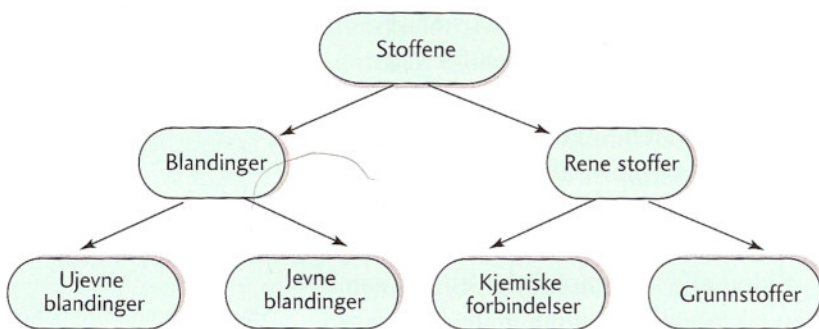 Stoffene
Blandinger
Rene stoffer
Ujevne
blandinger
Jevne
blandinger
Kjemiske
forbindelser
Grunnstoffer